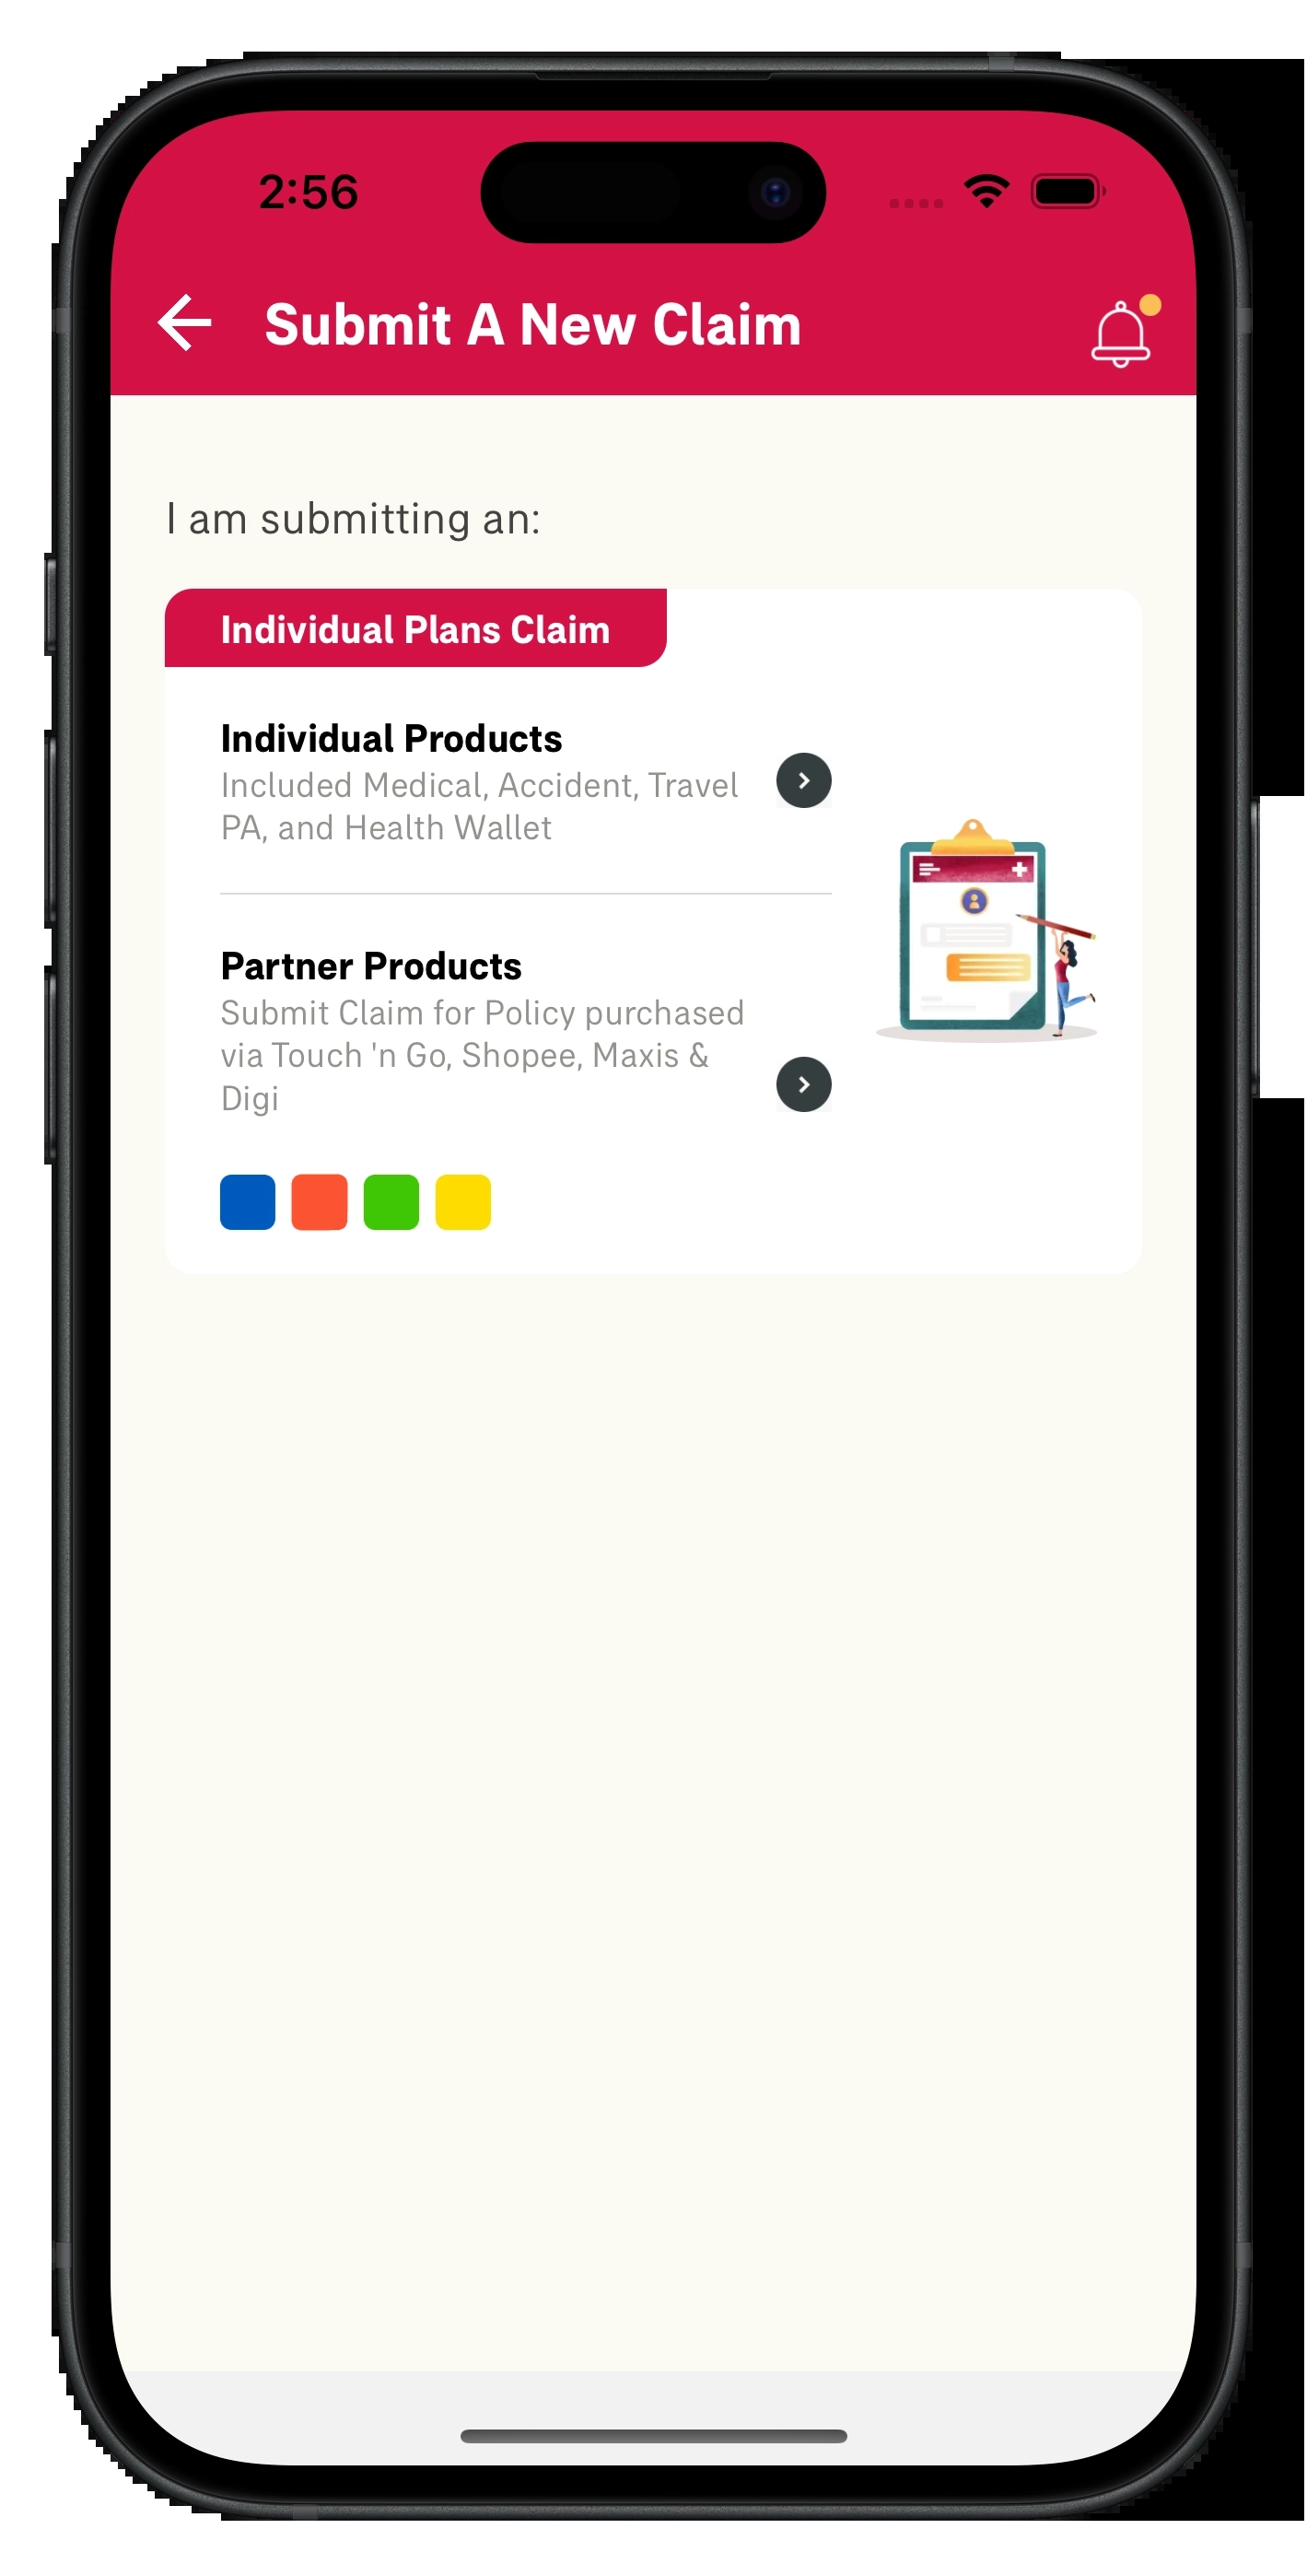 2:56
Submit A New Claim
I am submitting an:
Individual Plans Claim
Individual Products
Included Medical, Accident, Travel
PA, and Health Wallet
Partner Products
Submit Claim for Policy purchased
via Touch 'n Go, Shopee, Maxis &
Digi